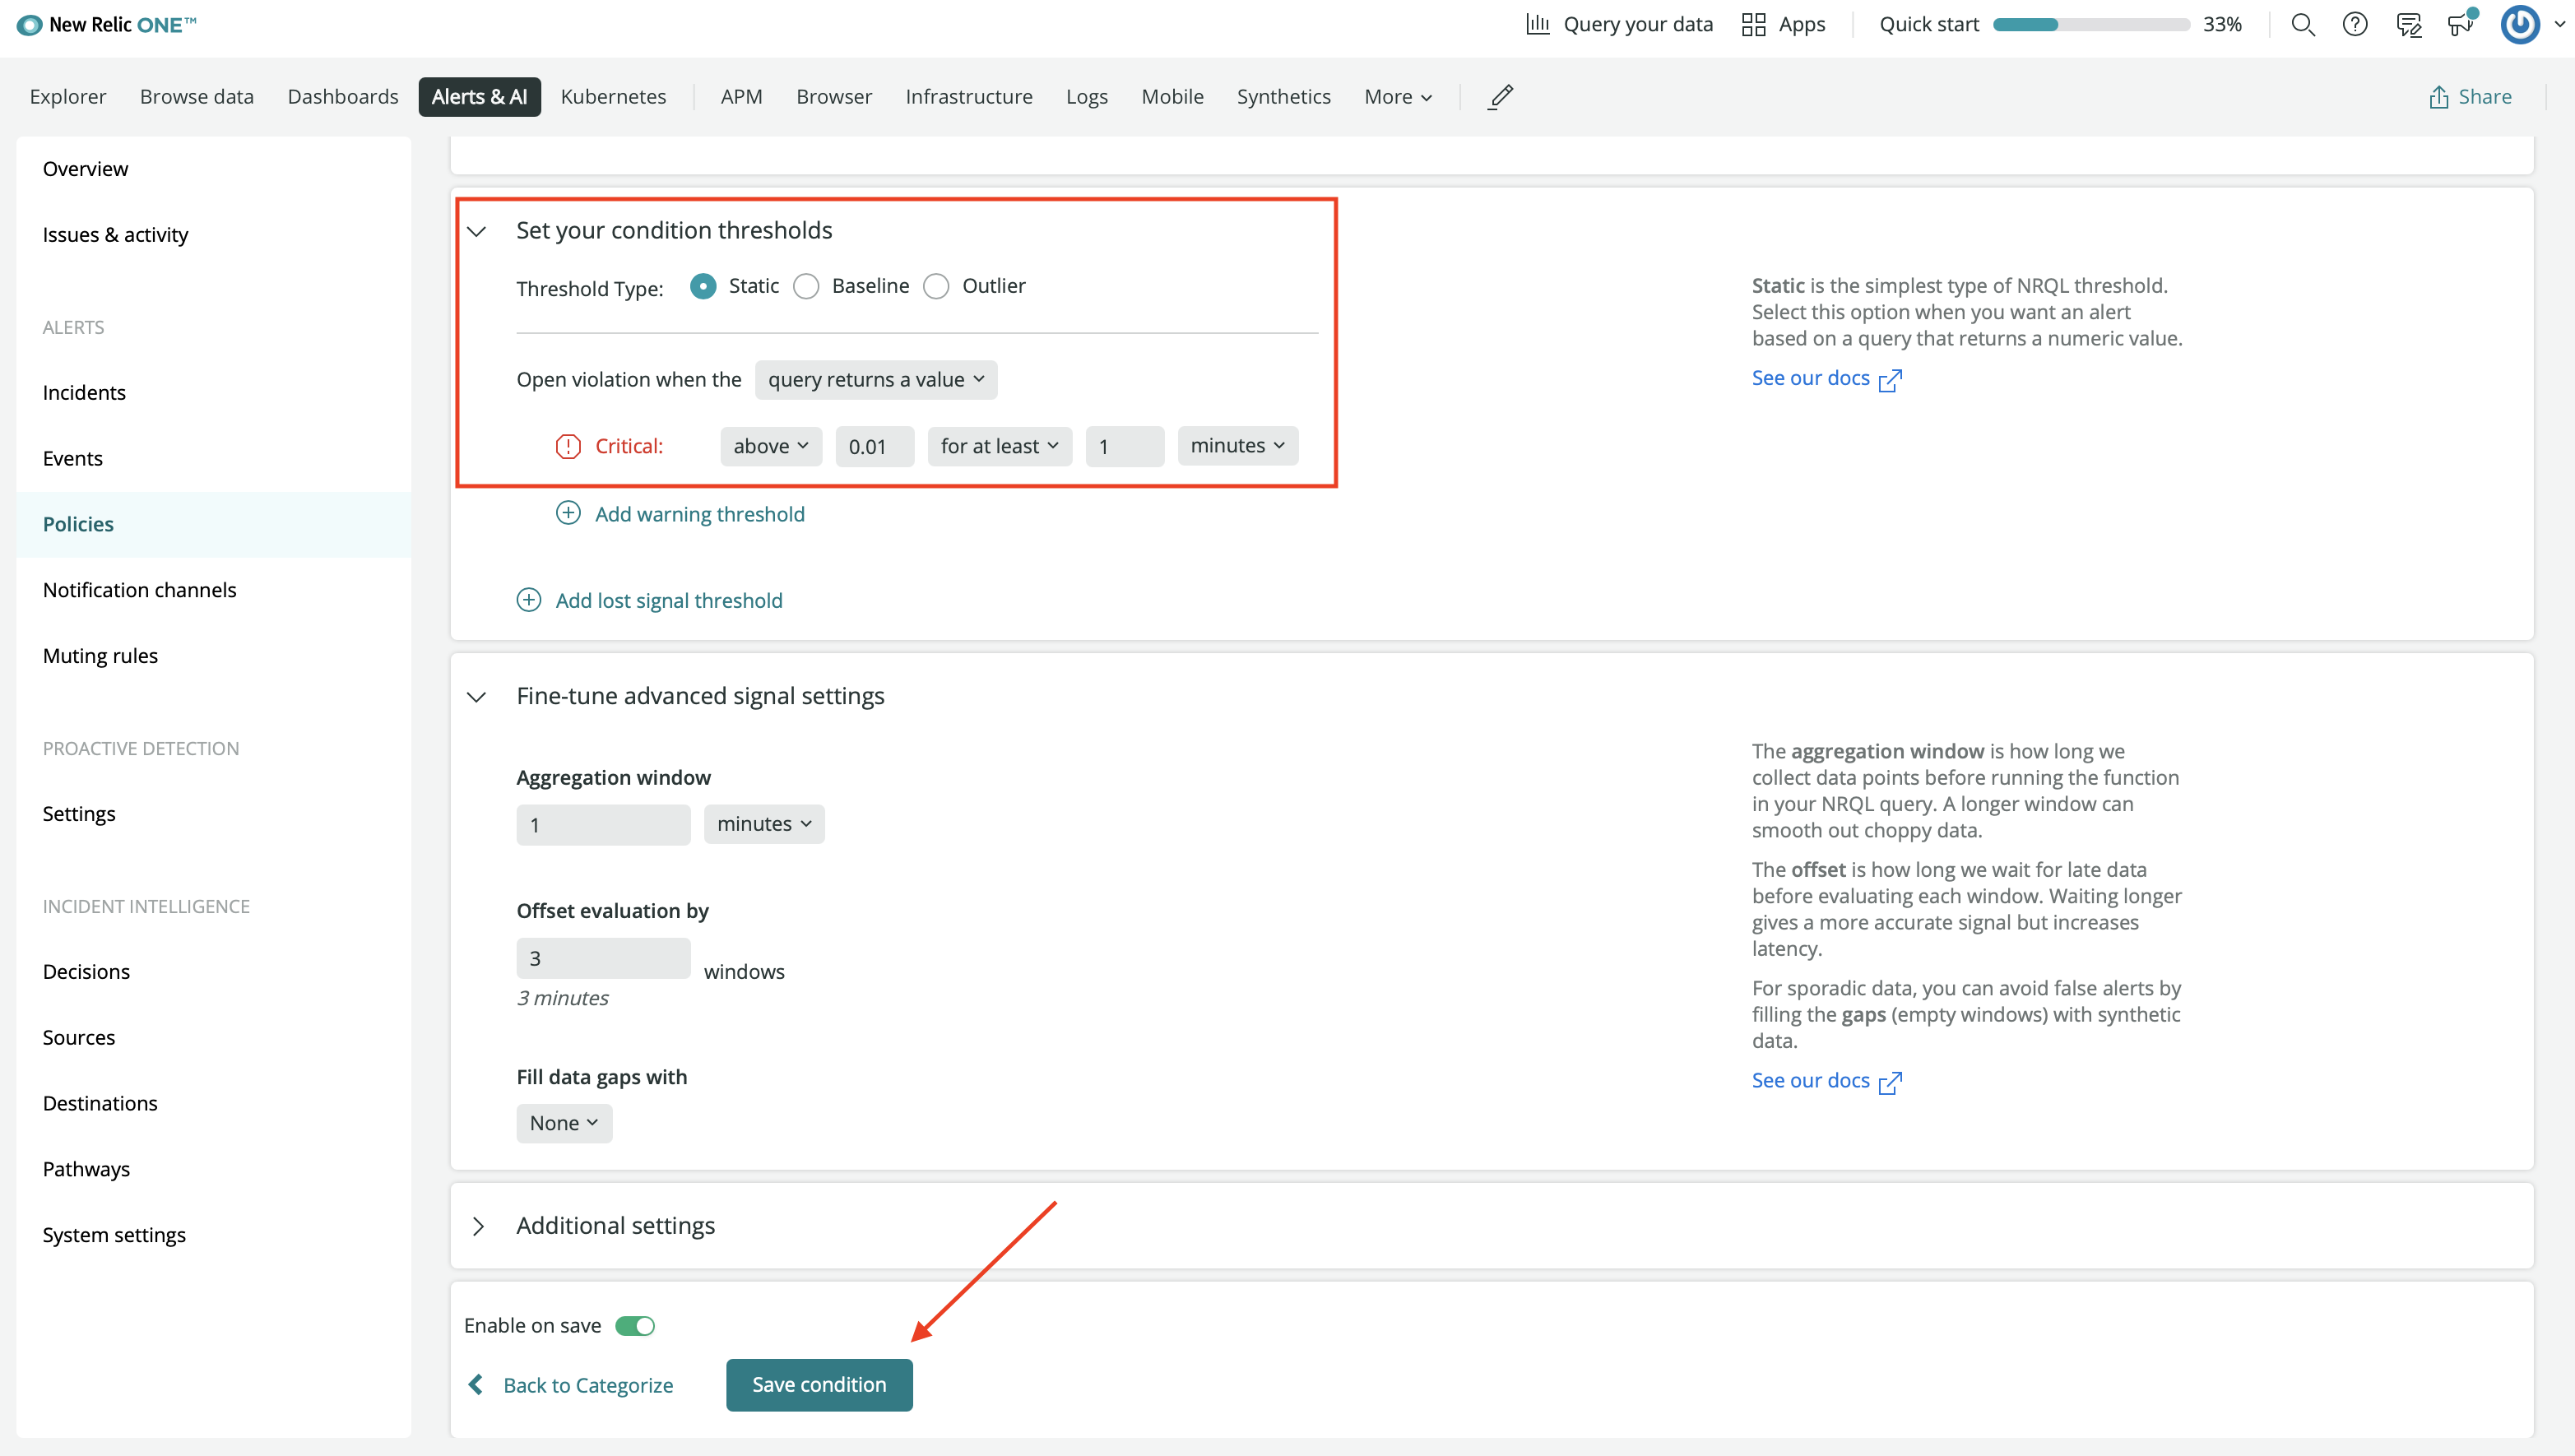 New Relic ONE™
Query your data
Apps
Quick start
33%
Explorer
Browse data
Dashboards
Alerts & AI
Kubernetes
APM
Browser
Infrastructure
Logs
Mobile
Synthetics
More
Share
Overview
Issues & activity
ALERTS
Incidents
Events
Policies
Notification channels
Muting rules
PROACTIVE DETECTION
Settings
INCIDENT INTELLIGENCE
Decisions
Sources
Destinations
Pathways
System settings
Set your condition thresholds
Threshold Type: Static Baseline Outlier
Open violation when the query returns a value
Critical: above 0.01 for at least 1 minutes
Add warning threshold
Add lost signal threshold
Static is the simplest type of NRQL threshold.
Select this option when you want an alert
based on a query that returns a numeric value.
See our docs
Fine-tune advanced signal settings
Aggregation window
1 minutes
Offset evaluation by
3 windows
3 minutes
Fill data gaps with
None
The aggregation window is how long we
collect data points before running the function
in your NRQL query. A longer window can
smooth out choppy data.
The offset is how long we wait for late data
before evaluating each window. Waiting longer
gives a more accurate signal but increases
latency.
For sporadic data, you can avoid false alerts by
filling the gaps (empty windows) with synthetic
data.
See our docs
Additional settings
Enable on save
Back to Categorize
Save condition